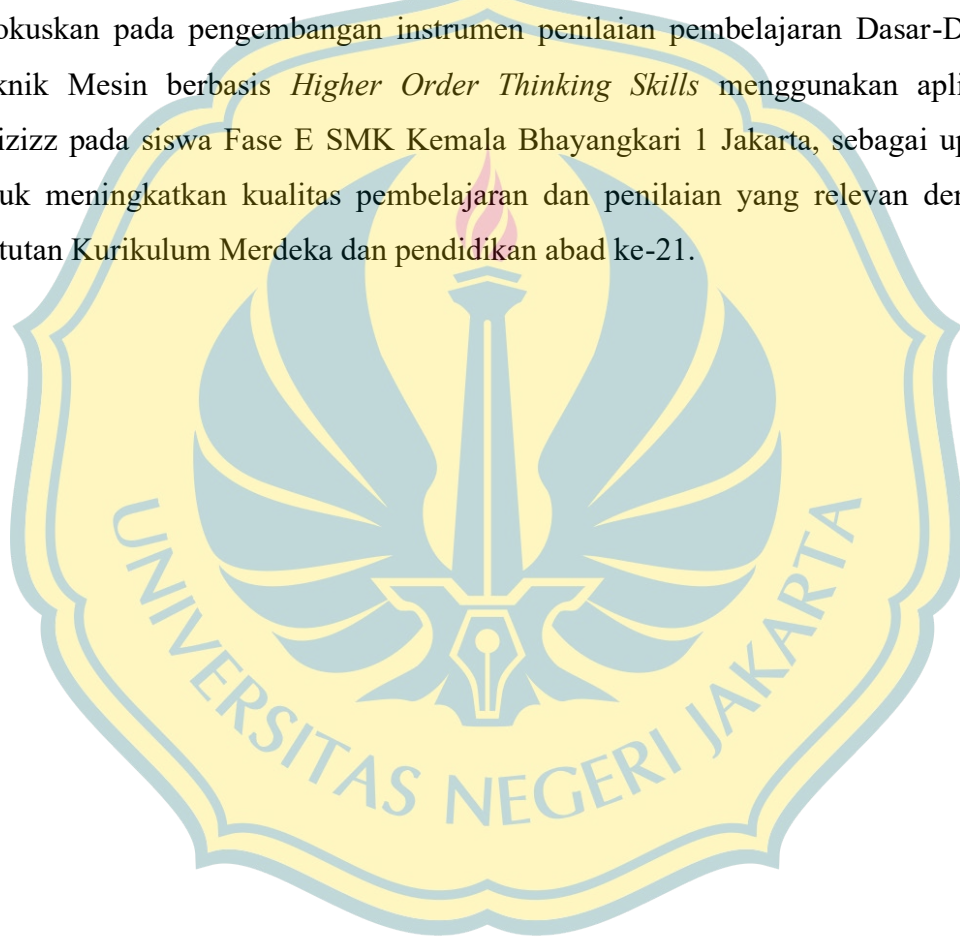 okuskan pada pengembangan instrumen penilaian pembelajaran Dasar-D
knik Mesin berbasis Higher Order Thinking Skills menggunakan apli
izizz pada siswa Fase E SMK Kemala Bhayangkari 1 Jakarta, sebagai up
uk meningkatkan kualitas pembelajaran dan penilaian yang relevan der
tutan Kurikulum Merdeka dan pendidikan abad ke-21.
UNIVERSITAS NEGERI JAKARTA